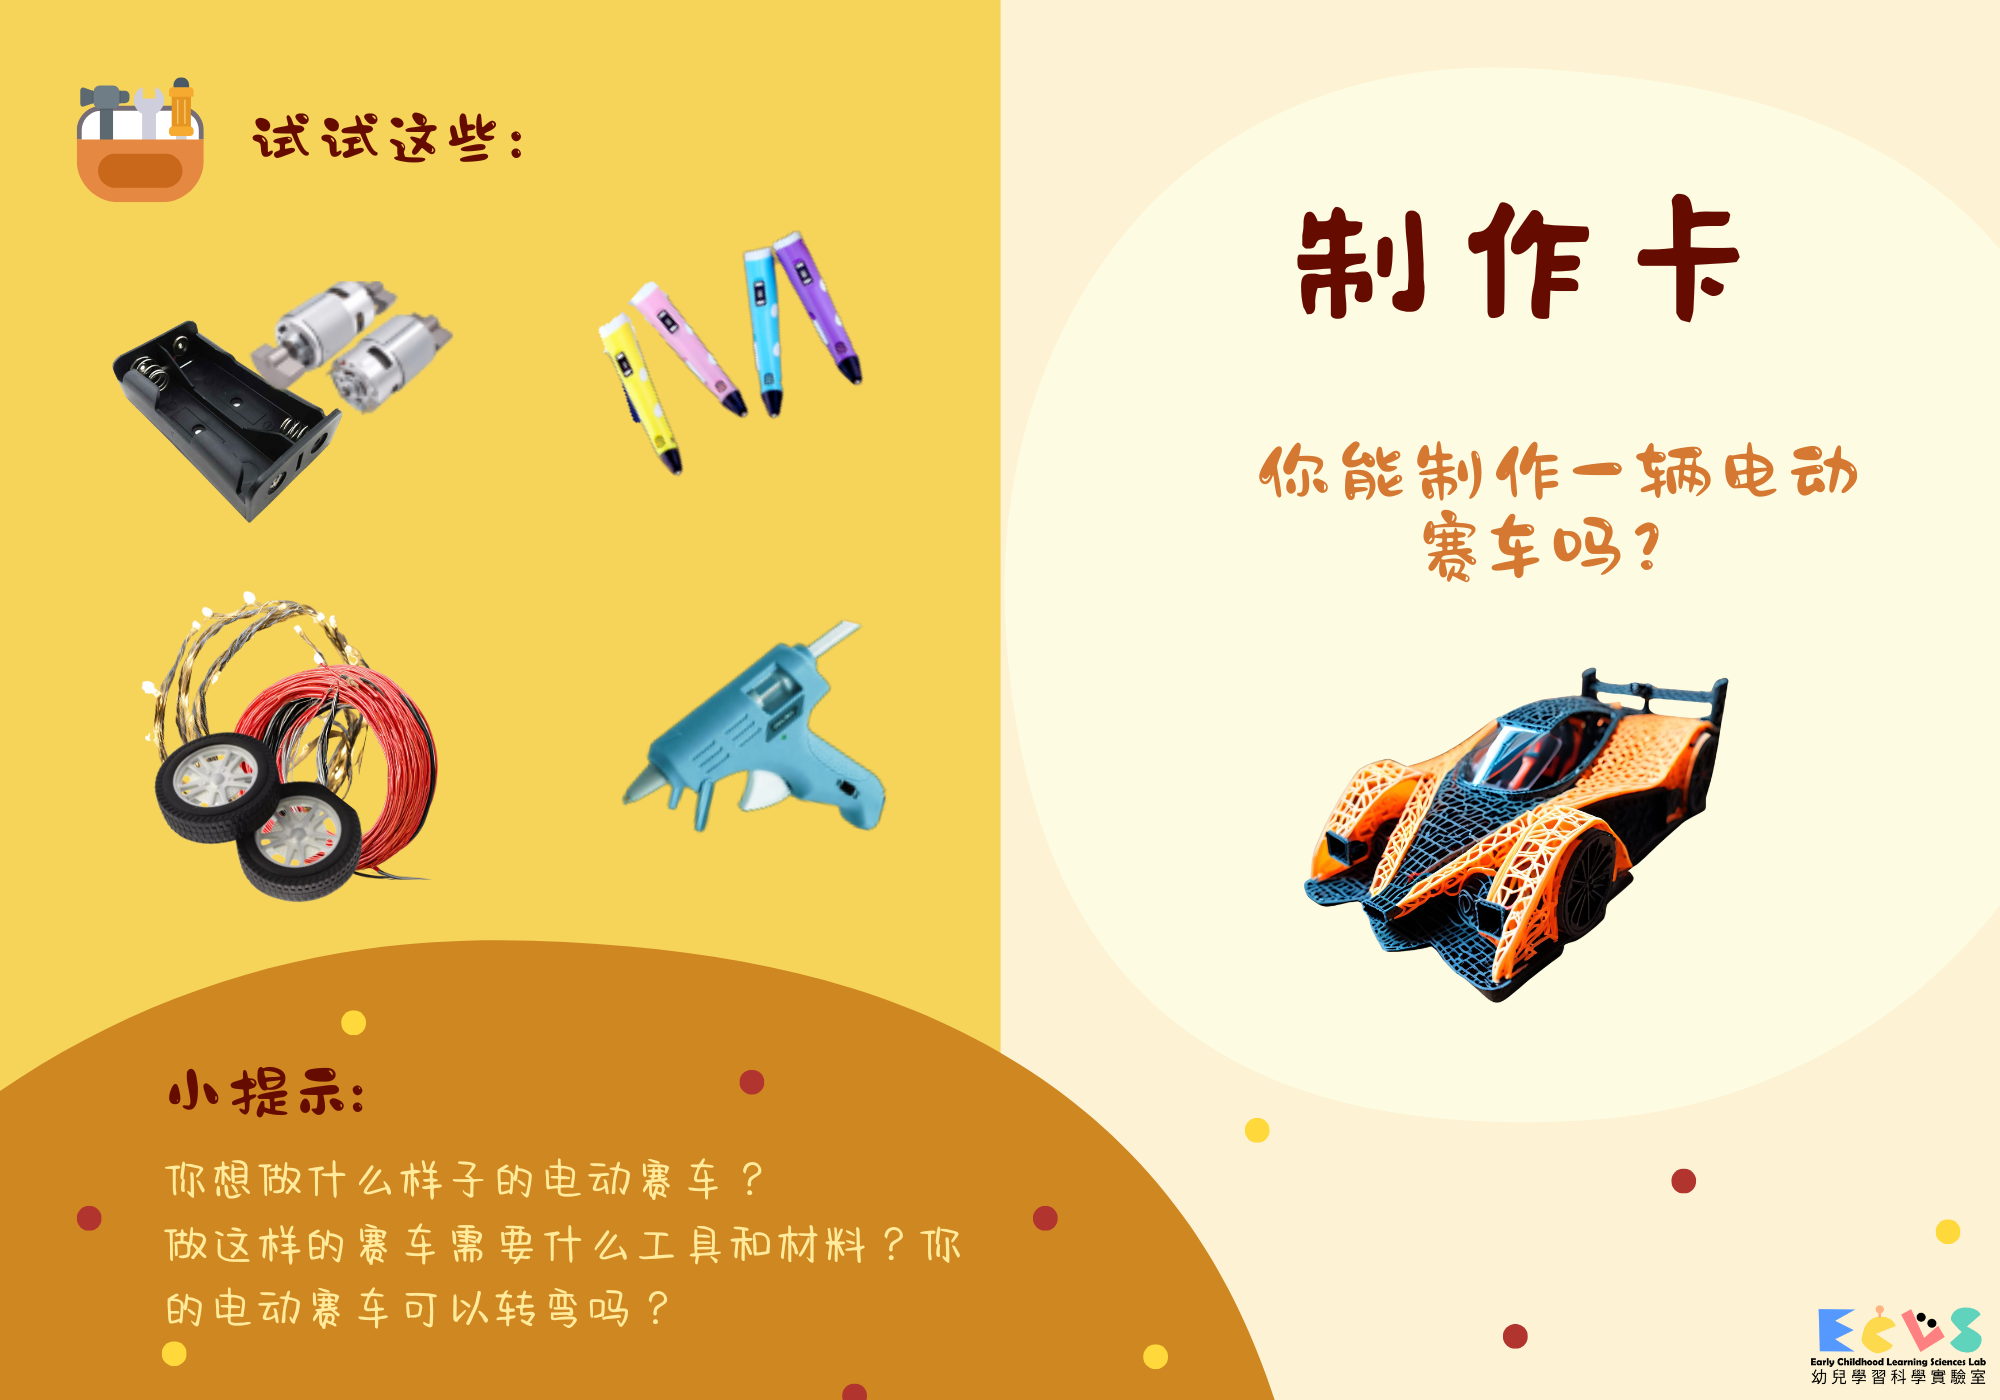 试试这些：
小提示：
你想做什么样子的电动赛车？
做这样的赛车需要什么工具和材料？你
的电动赛车可以转弯吗？
制作卡
你能制作一辆电动
赛车吗？
ECLS
Early Childhood Learning Sciences Lab
幼兒學習科學實驗室